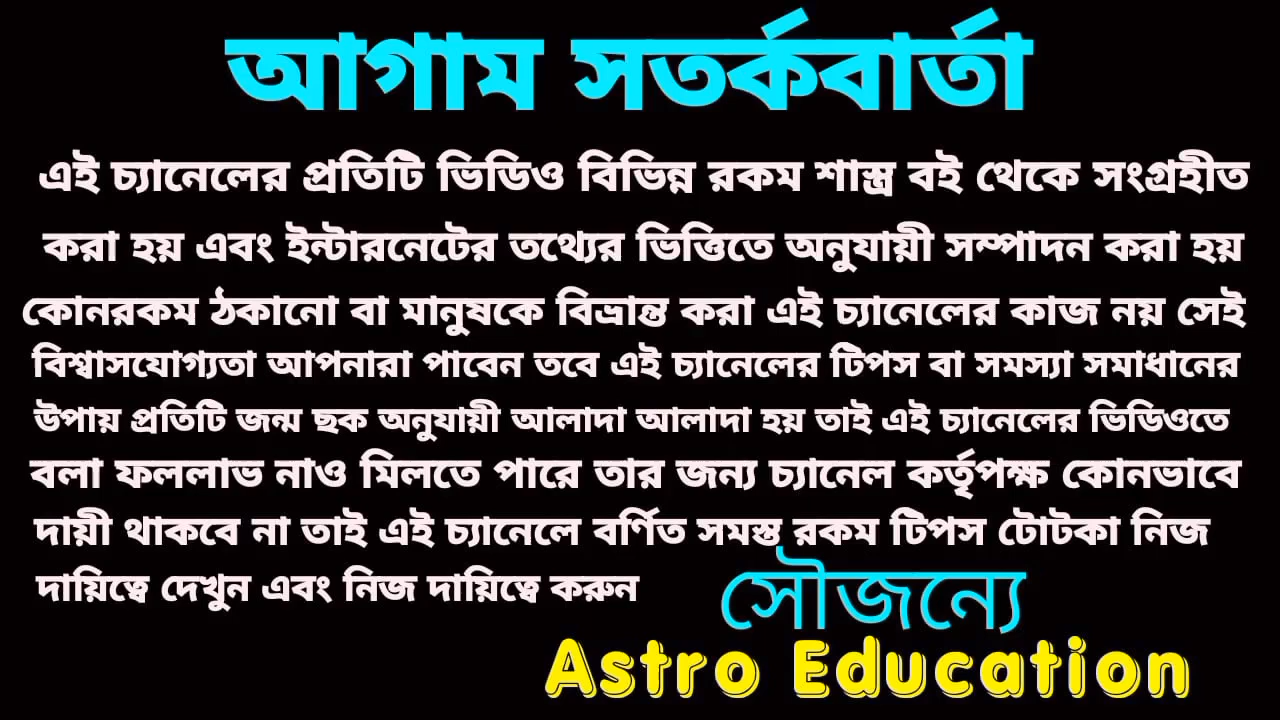 আগাম সতর্কবার্তা
এই চ্যানেলের প্রতিটি ভিডিও বিভিন্ন রকম শাস্ত্র বই থেকে সংগ্রহীত
করা হয় এবং ইন্টারনেটের তথ্যের ভিত্তিতে অনুযায়ী সম্পাদন করা হয়
কোনরকম ঠকানো বা মানুষকে বিভ্রান্ত করা এই চ্যানেলের কাজ নয় সেই
বিশ্বাসযোগ্যতা আপনারা পাবেন তবে এই চ্যানেলের টিপস বা সমস্যা সমাধানের
উপায় প্রতিটি জন্ম ছক অনুযায়ী আলাদা আলাদা হয় তাই এই চ্যানেলের ভিডিওতে
বলা ফললাভ নাও মিলতে পারে তার জন্য চ্যানেল কর্তৃপক্ষ কোনভাবে
দায়ী থাকবে না তাই এই চ্যানেলে বর্ণিত সমস্ত রকম টিপস টোটকা নিজ
দায়িত্বে দেখুন এবং নিজ দায়িত্বে করুন
সৌজন্যে
Astro Education